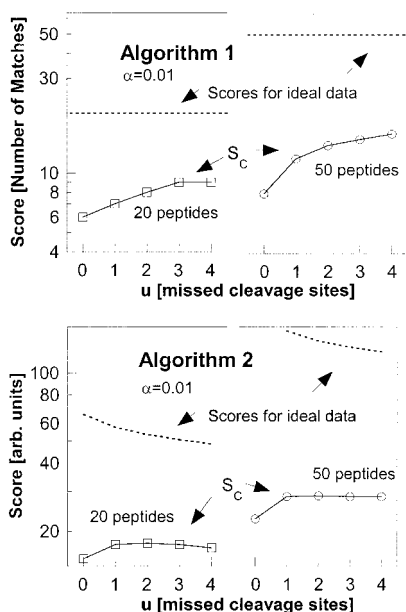 Score [Number of Matches]
50
30
10
8
6
4
Algorithm 1
α=0.01
Scores for ideal data
S_c
20 peptides
50 peptides
0 1 2 3 4 0 1 2 3 4
u [missed cleavage sites]
Score [arb. units]
100
80
60
40
20
Algorithm 2
α=0.01
Scores for ideal data
S_c
20 peptides
50 peptides
0 1 2 3 4 0 1 2 3 4
u [missed cleavage sites]